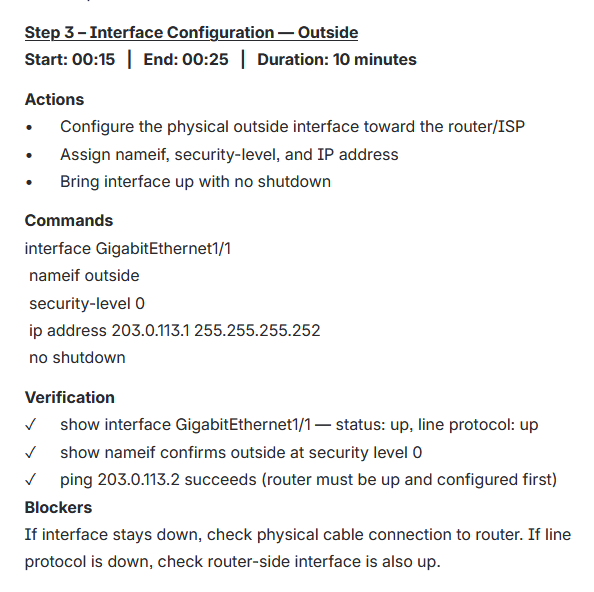 Step 3 – Interface Configuration — Outside
Start: 00:15 | End: 00:25 | Duration: 10 minutes
Actions
• Configure the physical outside interface toward the router/ISP
• Assign nameif, security-level, and IP address
• Bring interface up with no shutdown
Commands
interface GigabitEthernet1/1
nameif outside
security-level 0
ip address 203.0.113.1 255.255.255.252
no shutdown
Verification
✓ show interface GigabitEthernet1/1 — status: up, line protocol: up
✓ show nameif confirms outside at security level 0
✓ ping 203.0.113.2 succeeds (router must be up and configured first)
Blockers
If interface stays down, check physical cable connection to router. If line
protocol is down, check router-side interface is also up.